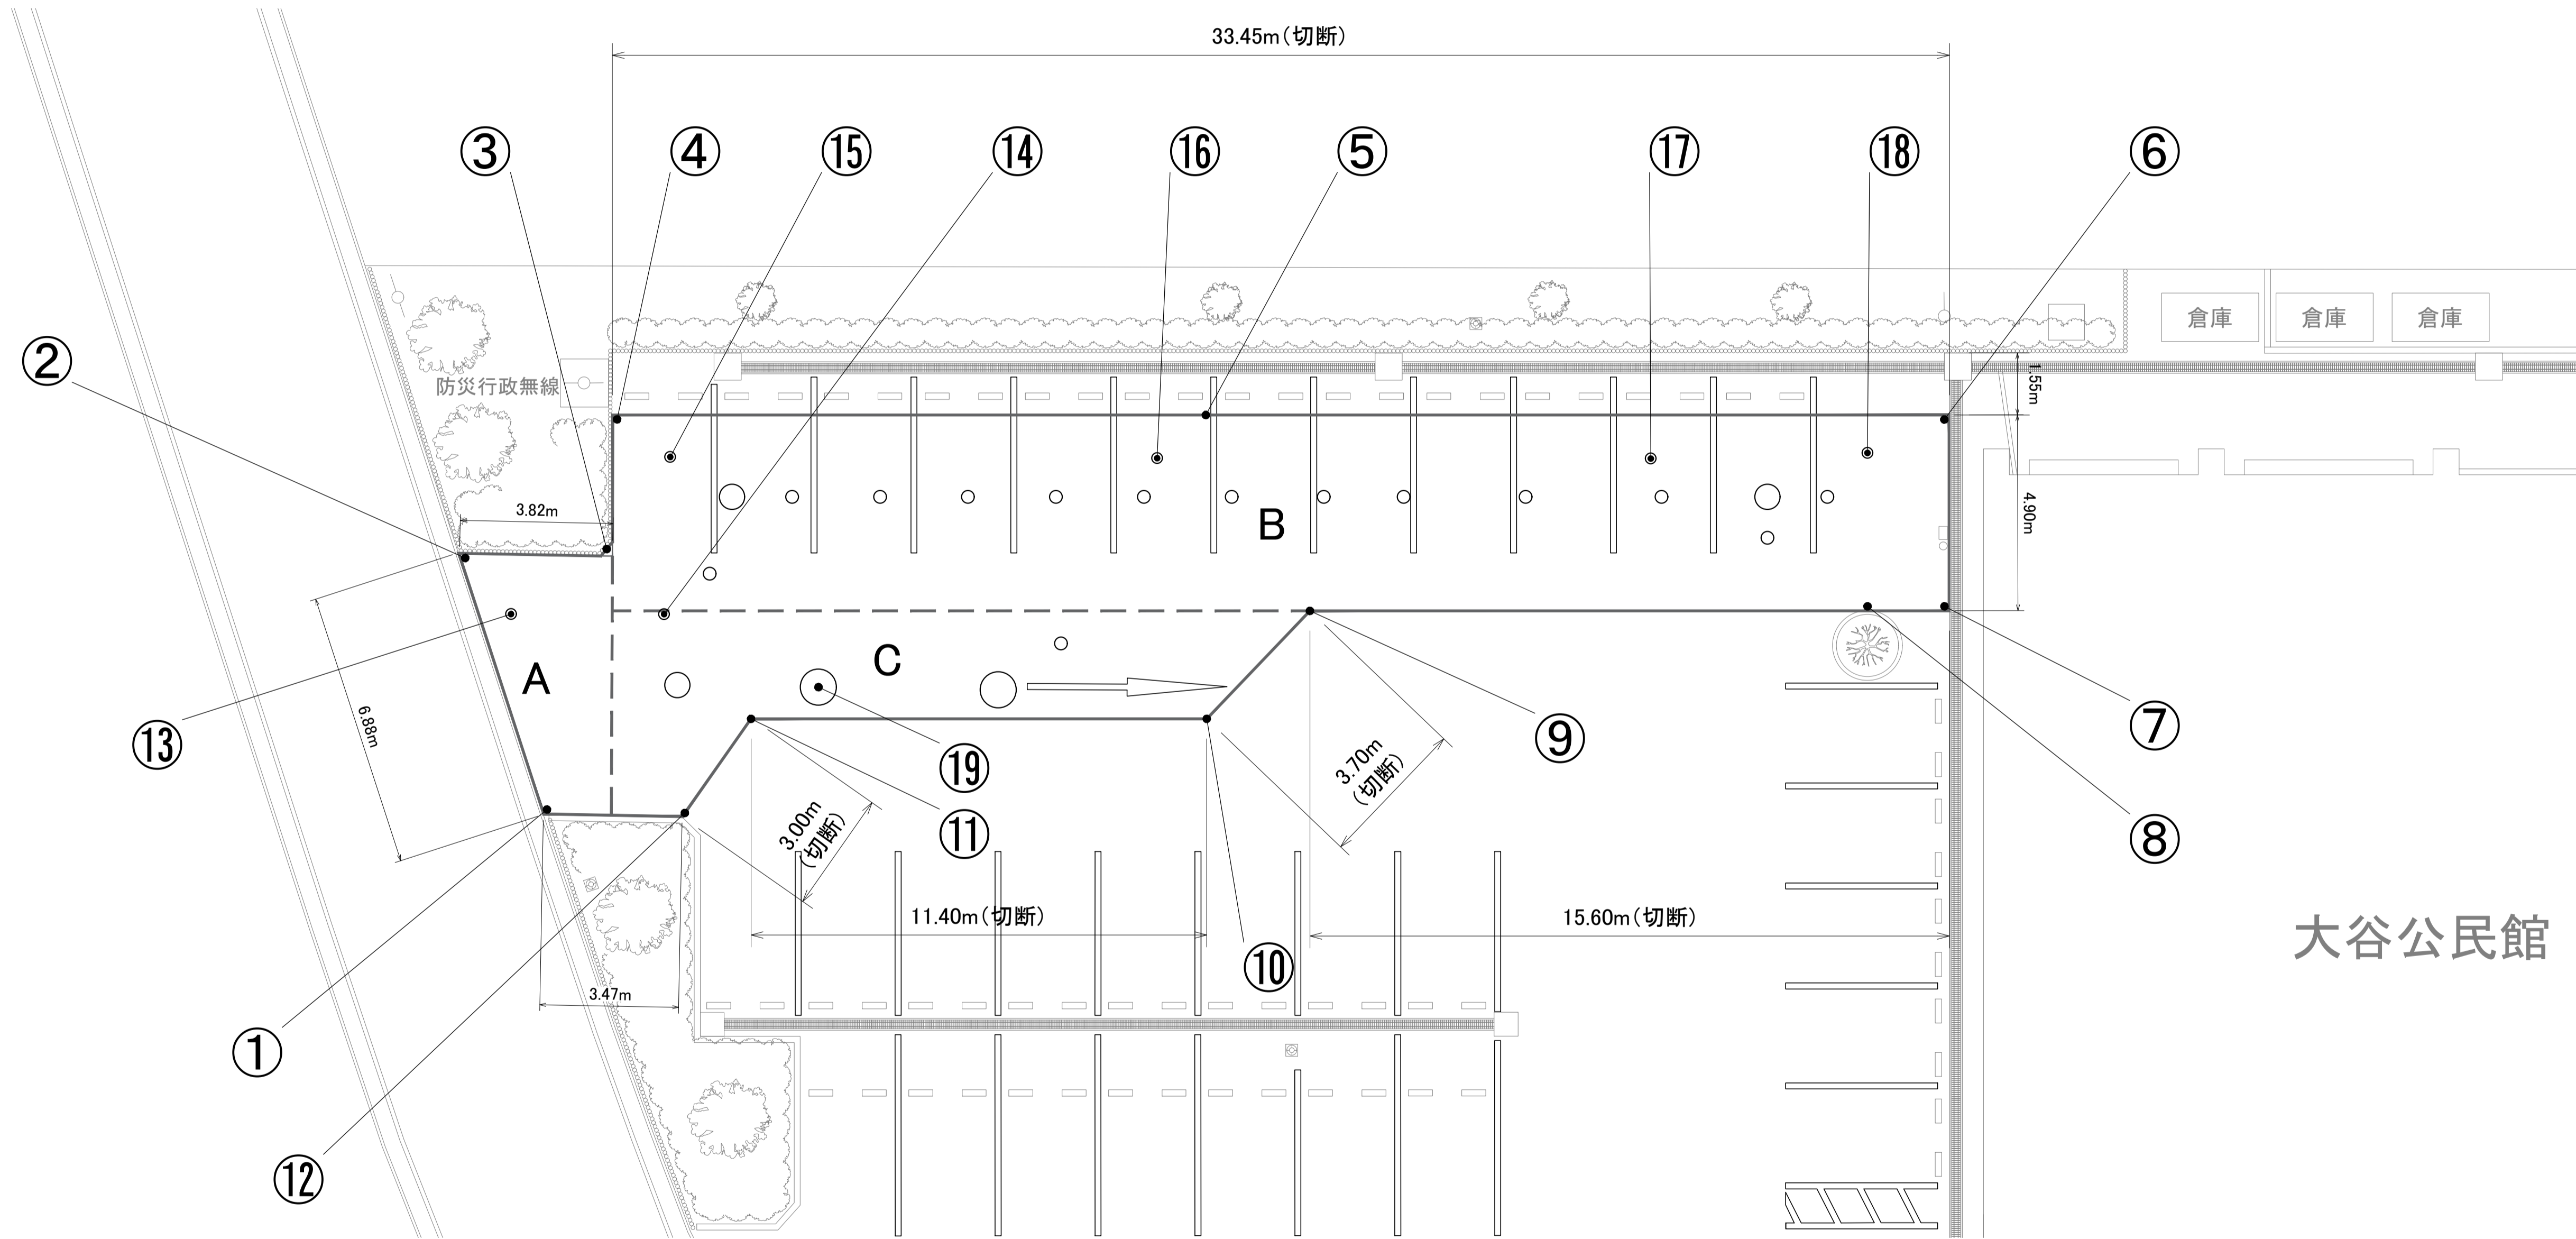 33.45m(切断)
③
④
⑮
⑭
⑯
⑤
⑰
⑱
⑥
倉庫
倉庫
倉庫
②
防災行政無線
1.55m
3.82m
4.90m
B
C
A
6.88m
⑬
⑲
⑨
⑦
3.70m
(切断)
3.00m
(切断)
⑪
⑧
11.40m(切断)
15.60m(切断)
大谷公民館
⑩
3.47m
①
⑫